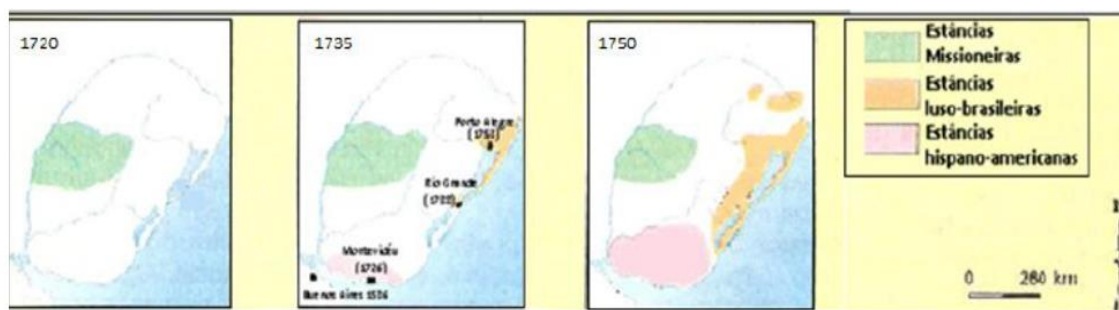 1720
1735
Porto Alegre
Rio Grande
Montevidéu
(1726)
Buenos Aires
1750
Estâncias
Missioneiras
Estâncias
luso-brasileiras
Estâncias
hispano-americanas
0 260 km